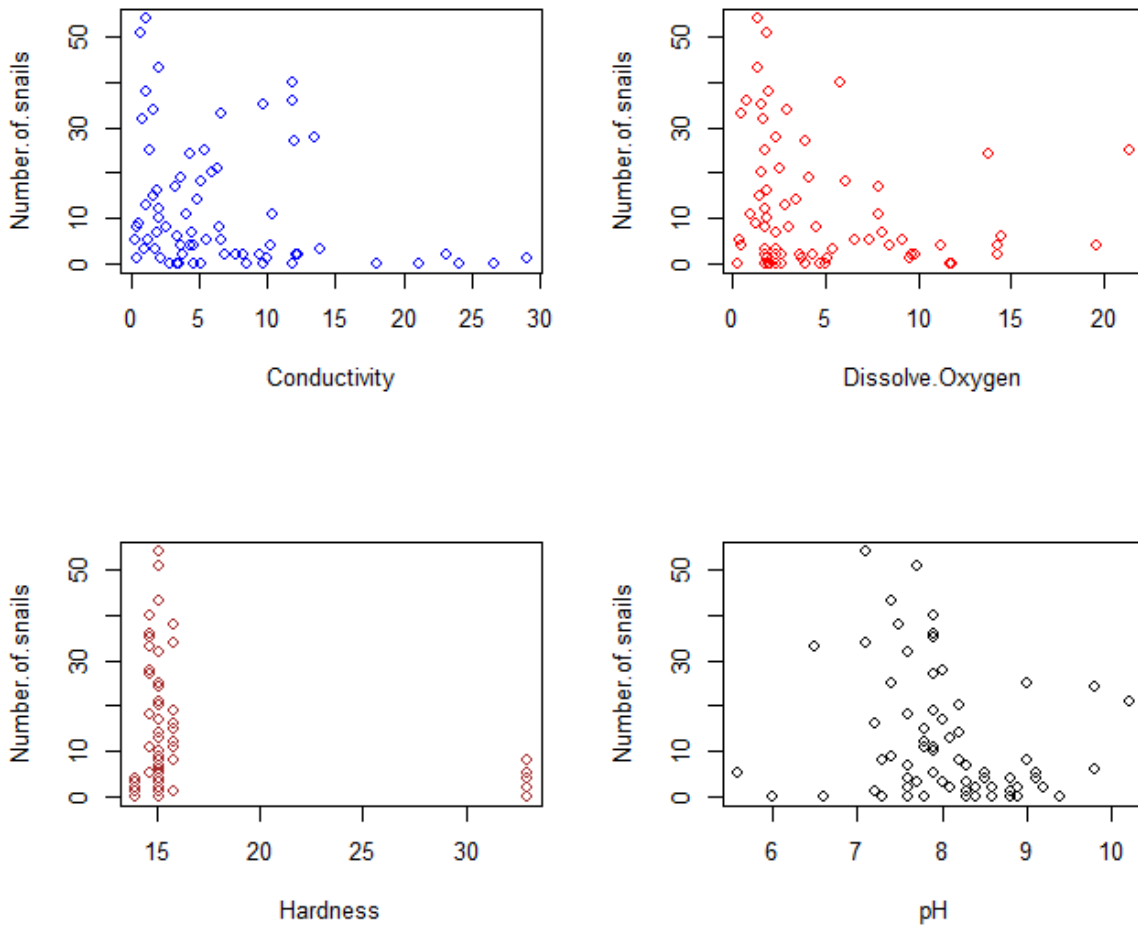 Number.of.snails
0 10 30 50
0 5 10 15 20 25 30
Conductivity
Number.of.snails
0 10 30 50
0 5 10 15 20
Dissolve.Oxygen
Number.of.snails
0 10 30 50
15 20 25 30
Hardness
Number.of.snails
0 10 30 50
6 7 8 9 10
pH